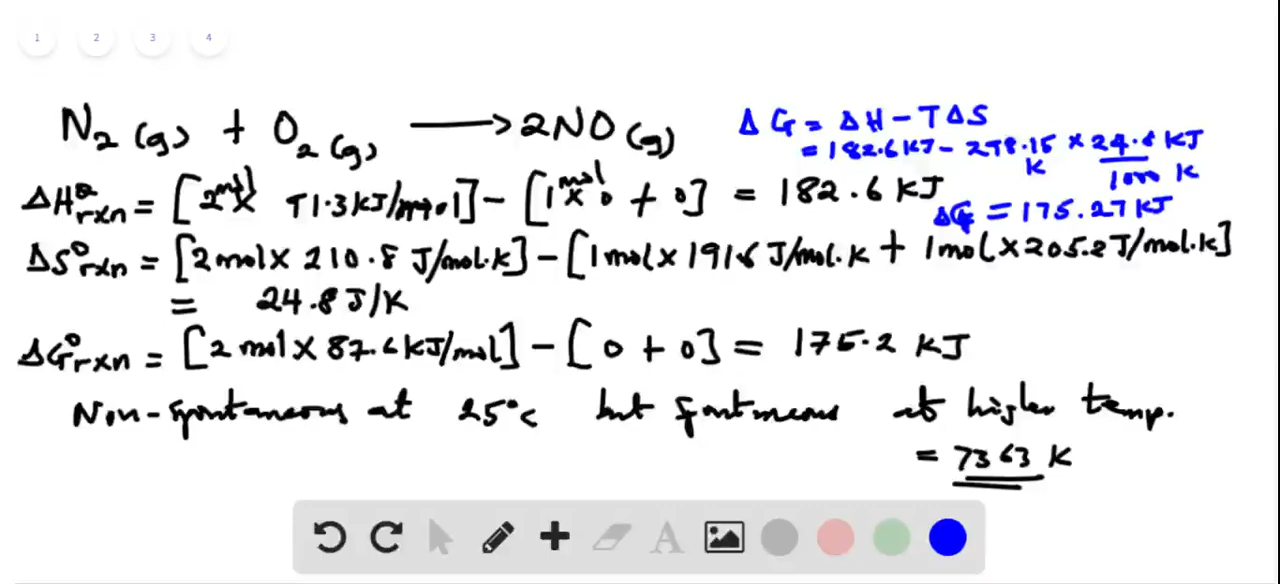 1 2 3 4
N2 (g) + O2 (g) ⟶ 2NO (g)
ΔG = ΔH - TΔS
= 182.6 KJ - 298.15 K × 24.8 KJ / 1000 K
ΔG = 175.27 KJ
ΔH°rxn = [2 mol × 91.3 KJ/mol] - [1 mol × 0 + 0] = 182.6 KJ
ΔS°rxn = [2 mol × 210.8 J/mol.K] - [1 mol × 191.6 J/mol.K + 1 mol × 205.2 J/mol.K]
= 24.8 J/K
ΔG°rxn = [2 mol × 87.6 KJ/mol] - [0 + 0] = 175.2 KJ
Non-spontaneous at 25°C but spontaneous at higher temp.
= 7363 K
A